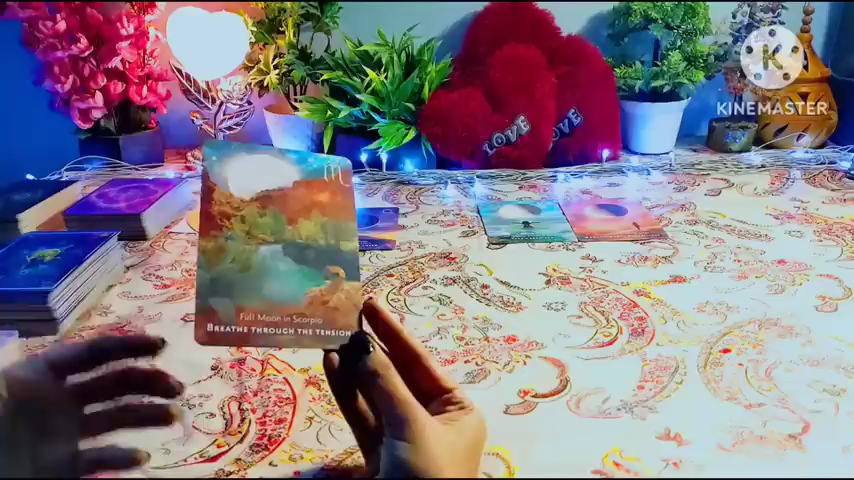 K
KINEMASTER
LOVE
LOVE
Full Moon in Scorpio
BREATHE THROUGH THE TENSION